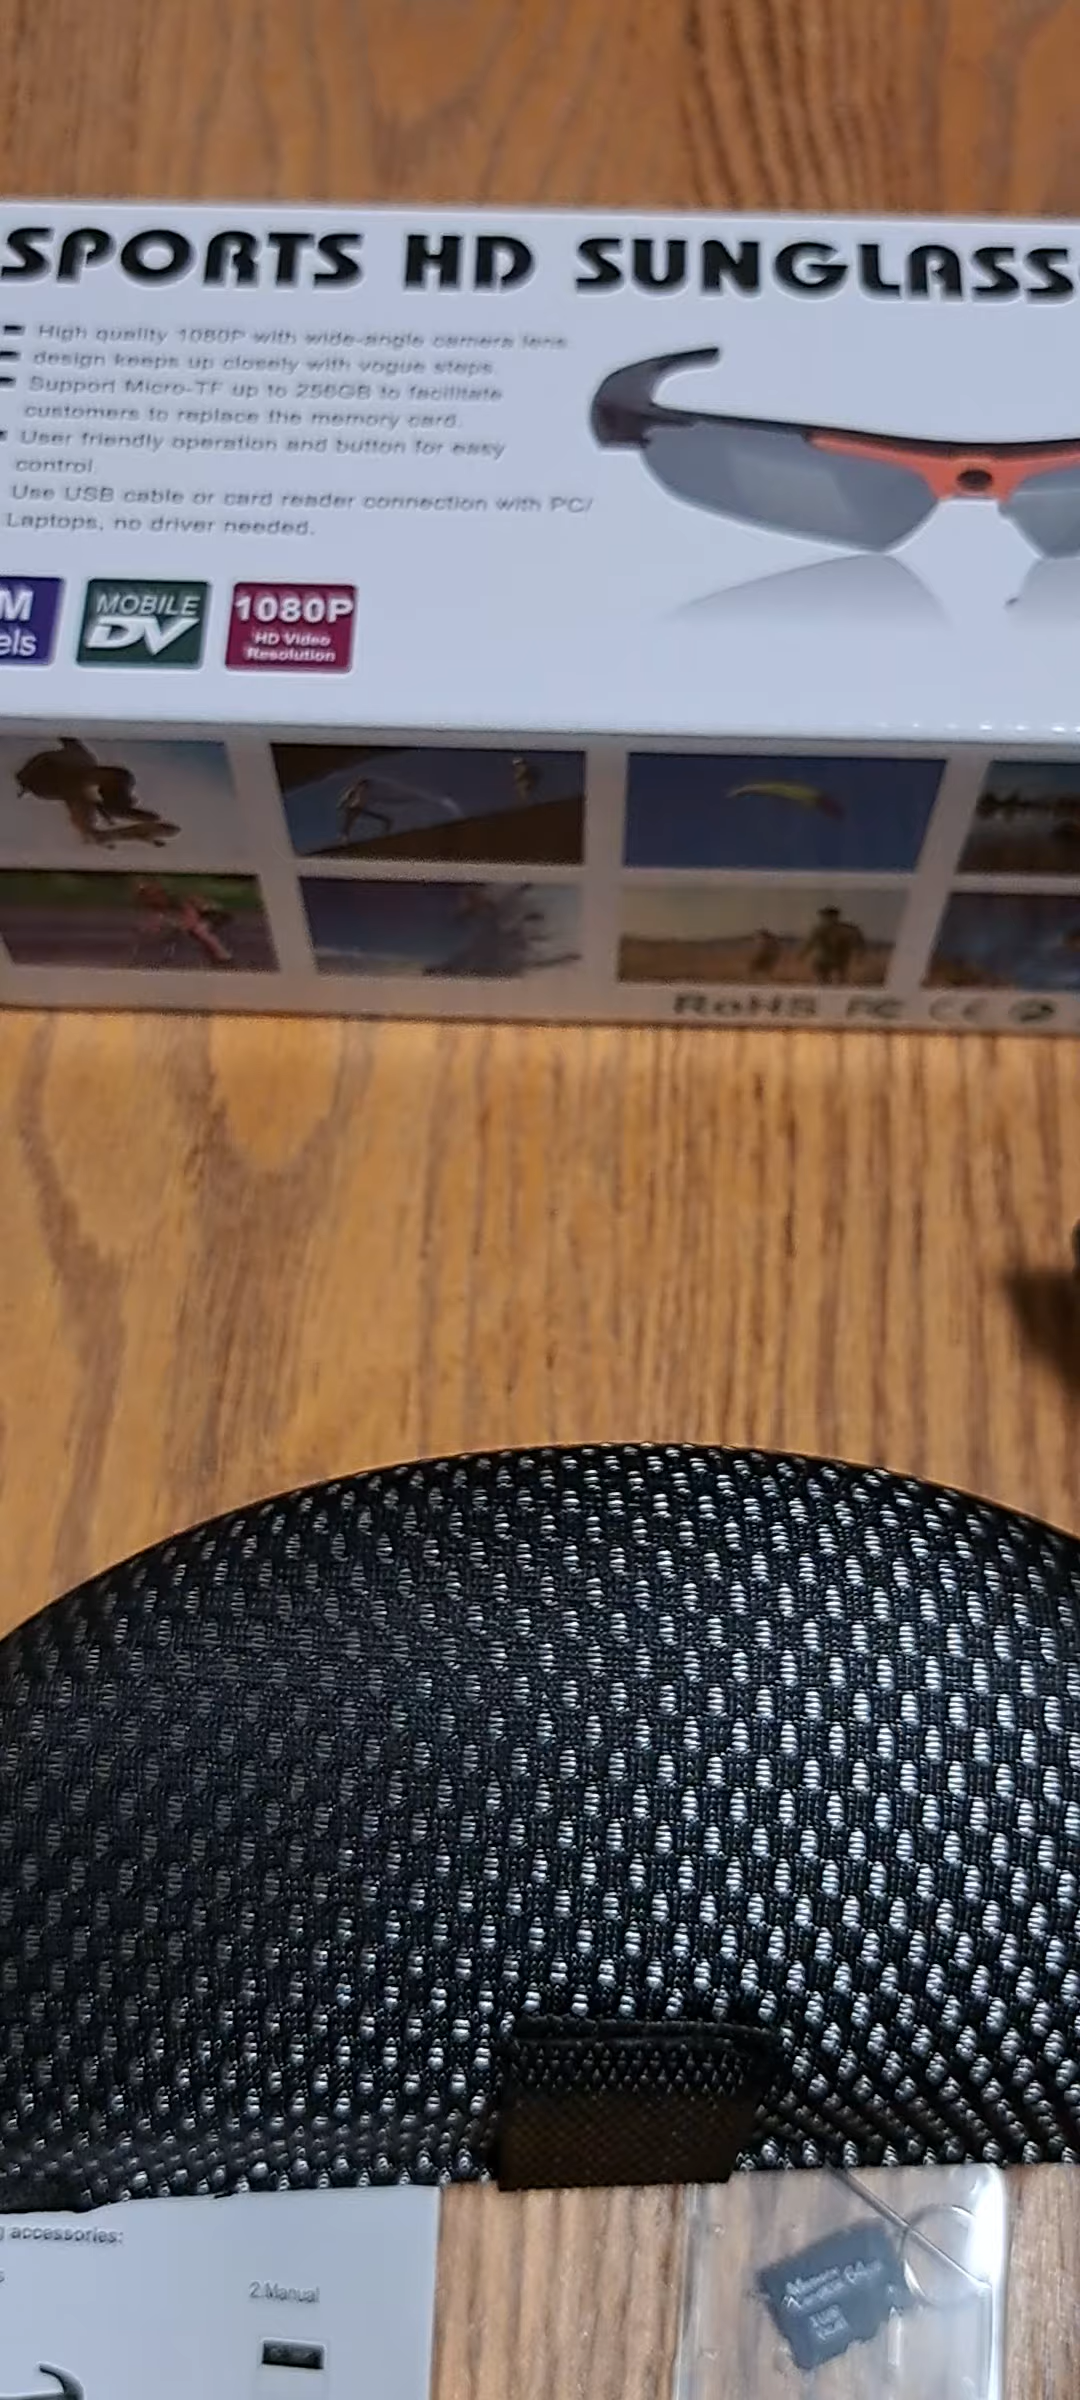 SPORTS HD SUNGLASS
High quality 1080P with wide-angle camera lens
design keeps up closely with vogue steps.
Support Micro-TF up to 256GB to facilitate
customers to replace the memory card.
User friendly operation and button for easy
control.
Use USB cable or card reader connection with PC/
Laptops, no driver needed.
M
els
MOBILE
DV
1080P
HD Video
Resolution
RoHS FC CE
accessories:
2.Manual
64GB